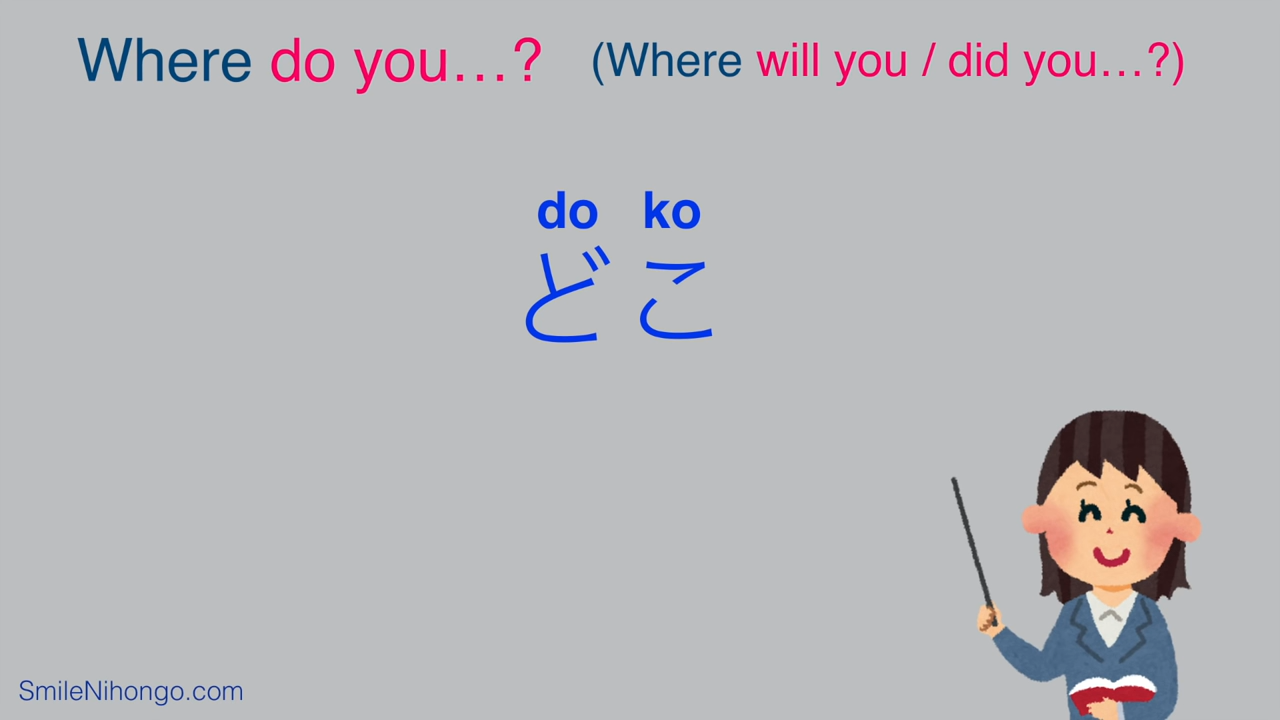 Where do you…? (Where will you / did you…?)
do ko
どこ
SmileNihongo.com